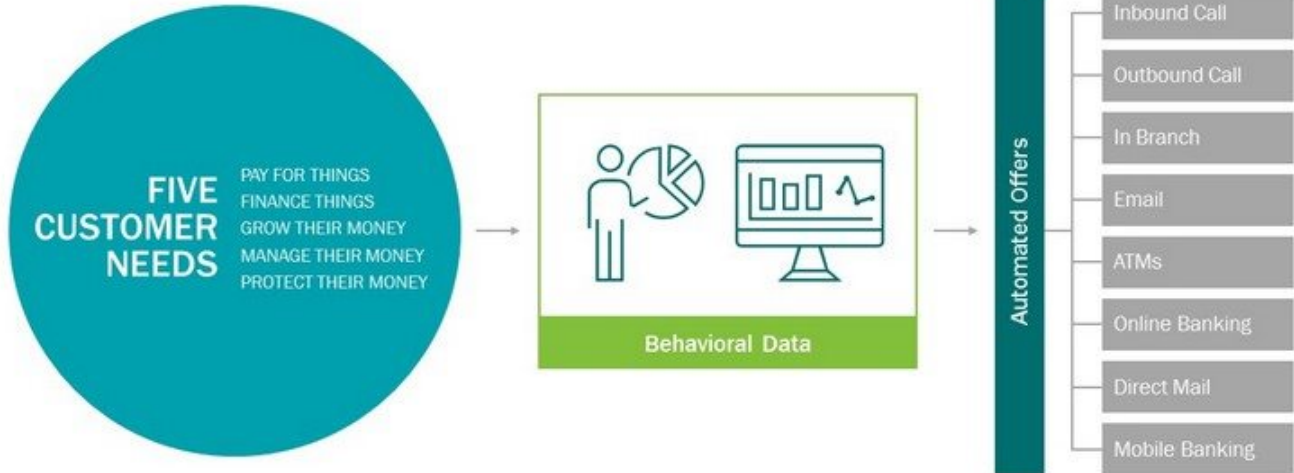 FIVE
CUSTOMER
NEEDS
PAY FOR THINGS
FINANCE THINGS
GROW THEIR MONEY
MANAGE THEIR MONEY
PROTECT THEIR MONEY
Behavioral Data
Automated Offers
Inbound Call
Outbound Call
In Branch
Email
ATMs
Online Banking
Direct Mail
Mobile Banking